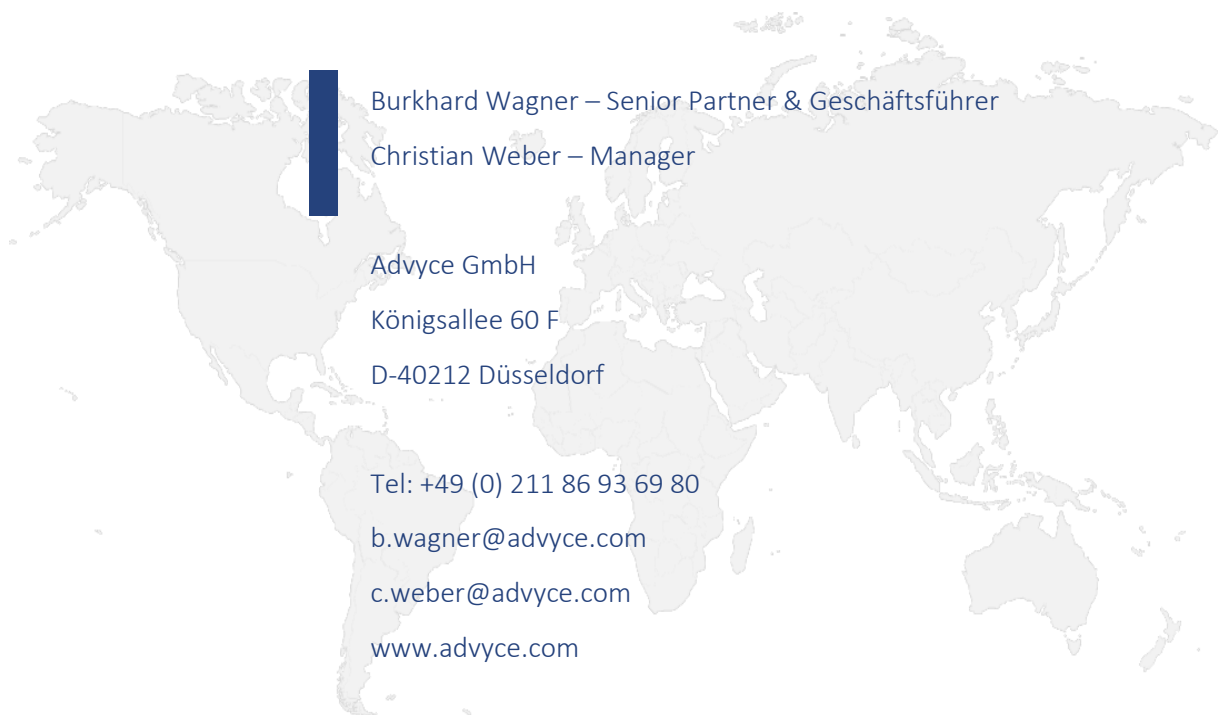 Burkhard Wagner – Senior Partner & Geschäftsführer
Christian Weber – Manager
Advyce GmbH
Königsallee 60 F
D-40212 Düsseldorf
Tel: +49 (0) 211 86 93 69 80
b.wagner@advyce.com
c.weber@advyce.com
www.advyce.com